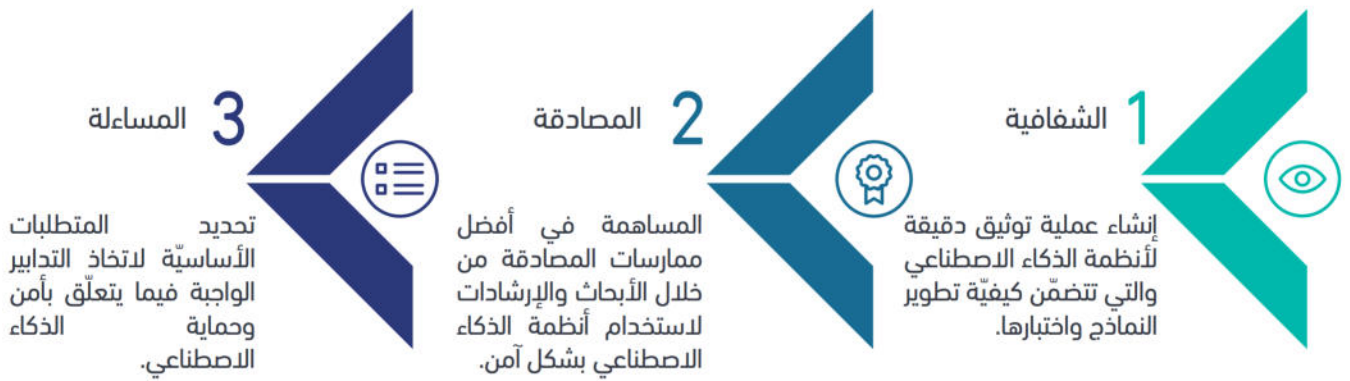 1 الشفافية
إنشاء عملية توثيق دقيقة
لأنظمة الذكاء الاصطناعي
والتي تتضمّن كيفيّة تطوير
النماذج واختبارها.
2 المصادقة
المساهمة في أفضل
ممارسات المصادقة من
خلال الأبحاث والإرشادات
لاستخدام أنظمة الذكاء
الاصطناعي بشكل آمن.
3 المساءلة
تحديد المتطلبات
الأساسيّة لاتخاذ التدابير
الواجبة فيما يتعلّق بأمن
وحماية الذكاء
الاصطناعي.